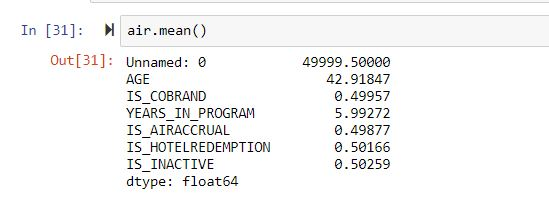 In [31]: air.mean()
Out[31]: Unnamed: 0 49999.50000
AGE 42.91847
IS_COBRAND 0.49957
YEARS_IN_PROGRAM 5.99272
IS_AIRACCRUAL 0.49877
IS_HOTELREDEMPTION 0.50166
IS_INACTIVE 0.50259
dtype: float64